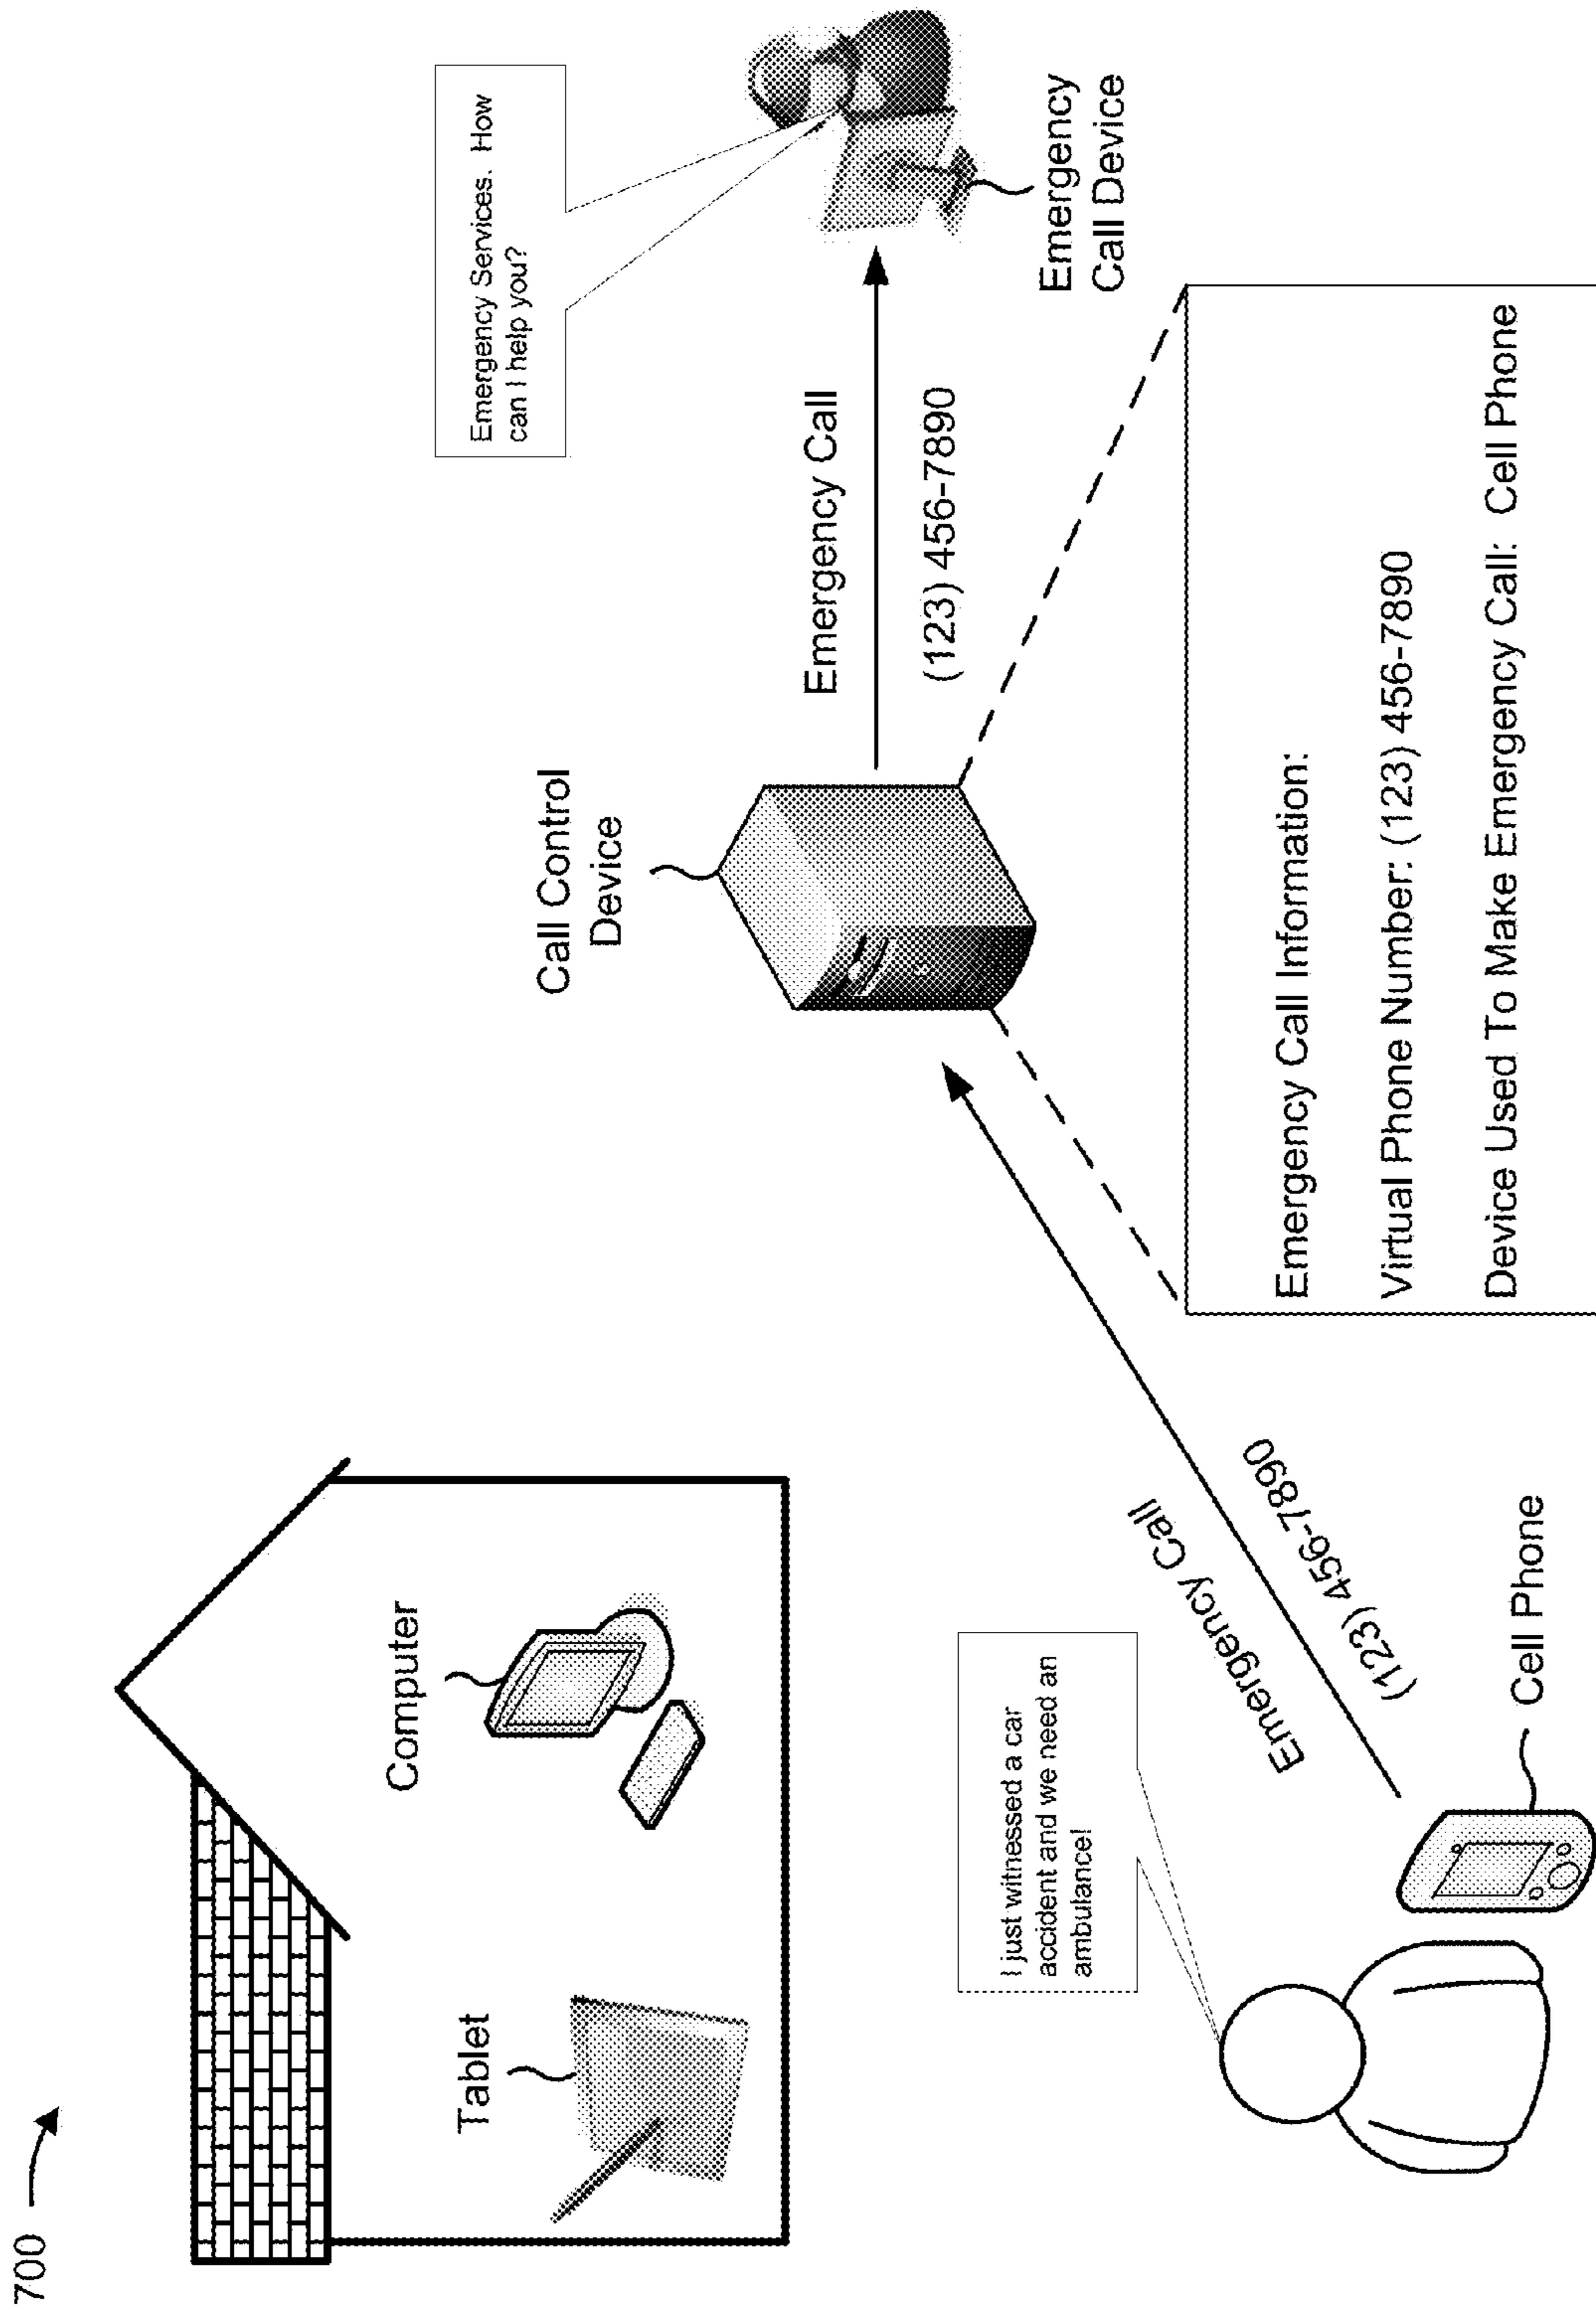 700
Tablet
Computer
I just witnessed a car
accident and we need an
ambulance!
Cell Phone
Emergency Call
(123) 456-7890
Call Control
Device
Emergency Call
(123) 456-7890
Emergency Services. How
can I help you?
Emergency
Call Device
Emergency Call Information:
Virtual Phone Number: (123) 456-7890
Device Used To Make Emergency Call: Cell Phone